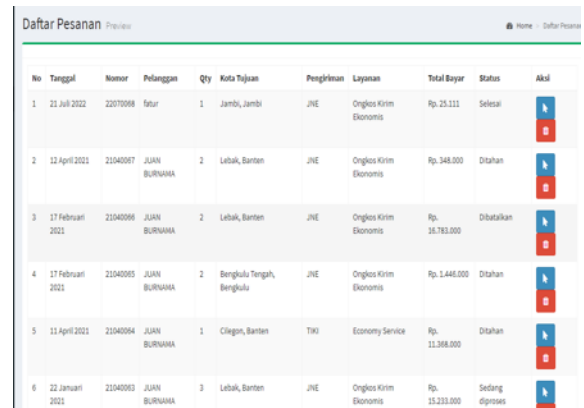 Daftar Pesanan Preview
Home / Daftar Pesanan
No Tanggal Nomor Pelanggan Qty Kota Tujuan Pengiriman Layanan Total Bayar Status Aksi
1 21 Juli 2022 22070068 fatur 1 Jambi, Jambi JNE Ongkos Kirim Rp. 25.111 Selesai
Ekonomis
2 12 April 2021 21040067 JUAN 2 Lebak, Banten JNE Ongkos Kirim Rp. 348.000 Ditahan
BURNAMA Ekonomis
3 17 Februari 21040066 JUAN 2 Lebak, Banten JNE Ongkos Kirim Rp. Dibatalkan
2021 BURNAMA Ekonomis 16.783.000
4 17 Februari 21040065 JUAN 2 Bengkulu Tengah, JNE Ongkos Kirim Rp. 1.446.000 Ditahan
2021 BURNAMA Bengkulu Ekonomis
5 11 April 2021 21040064 JUAN 1 Cilegon, Banten TIKI Economy Service Rp. Ditahan
BURNAMA 11.368.000
6 22 Januari 21040063 JUAN 3 Lebak, Banten JNE Ongkos Kirim Rp. Sedang
2021 BURNAMA Ekonomis 15.233.000 diproses